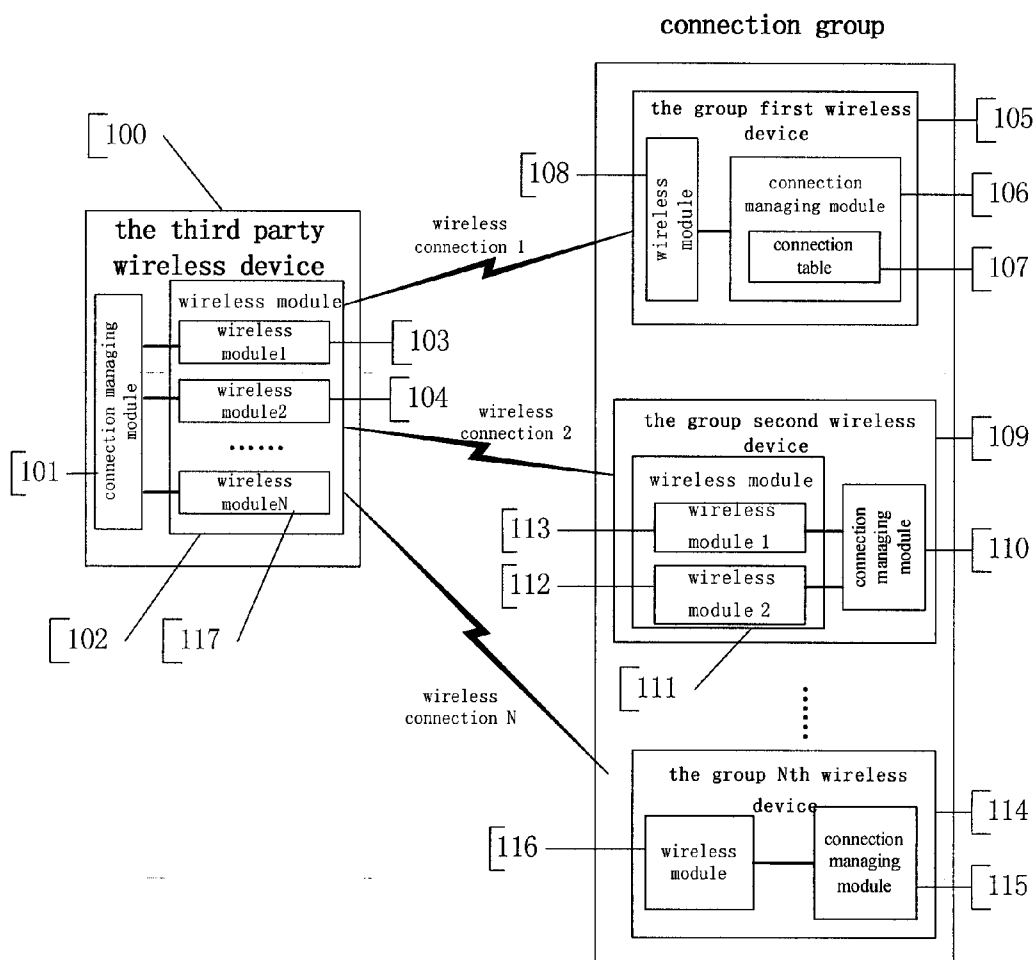 connection group
100
the third party
wireless device
connection managing
module
wireless module
wireless
module1
wireless
module2
......
wireless
moduleN
101
102
117
103
104
wireless
connection 1
wireless
connection 2
wireless
connection N
the group first wireless
device
108
wireless
module
connection
managing module
connection
table
105
106
107
the group second wireless
device
wireless module
wireless
module 1
wireless
module 2
connection
managing
module
113
112
111
109
110
......
the group Nth wireless
device
wireless
module
connection
managing
module
116
114
115